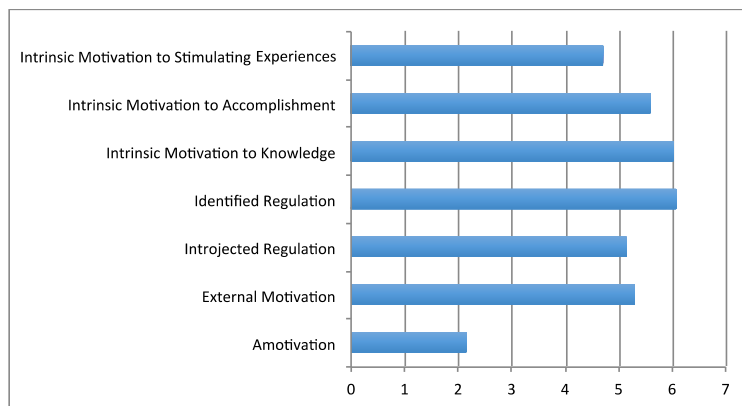 Intrinsic Motivation to Stimulating Experiences
Intrinsic Motivation to Accomplishment
Intrinsic Motivation to Knowledge
Identified Regulation
Introjected Regulation
External Motivation
Amotivation
0 1 2 3 4 5 6 7